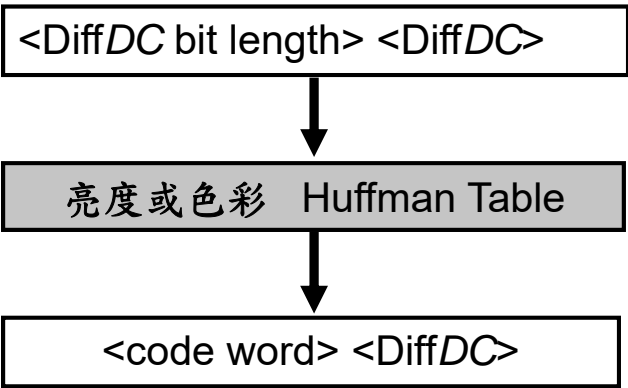 <DiffDC bit length> <DiffDC>
亮度或色彩 Huffman Table
<code word> <DiffDC>